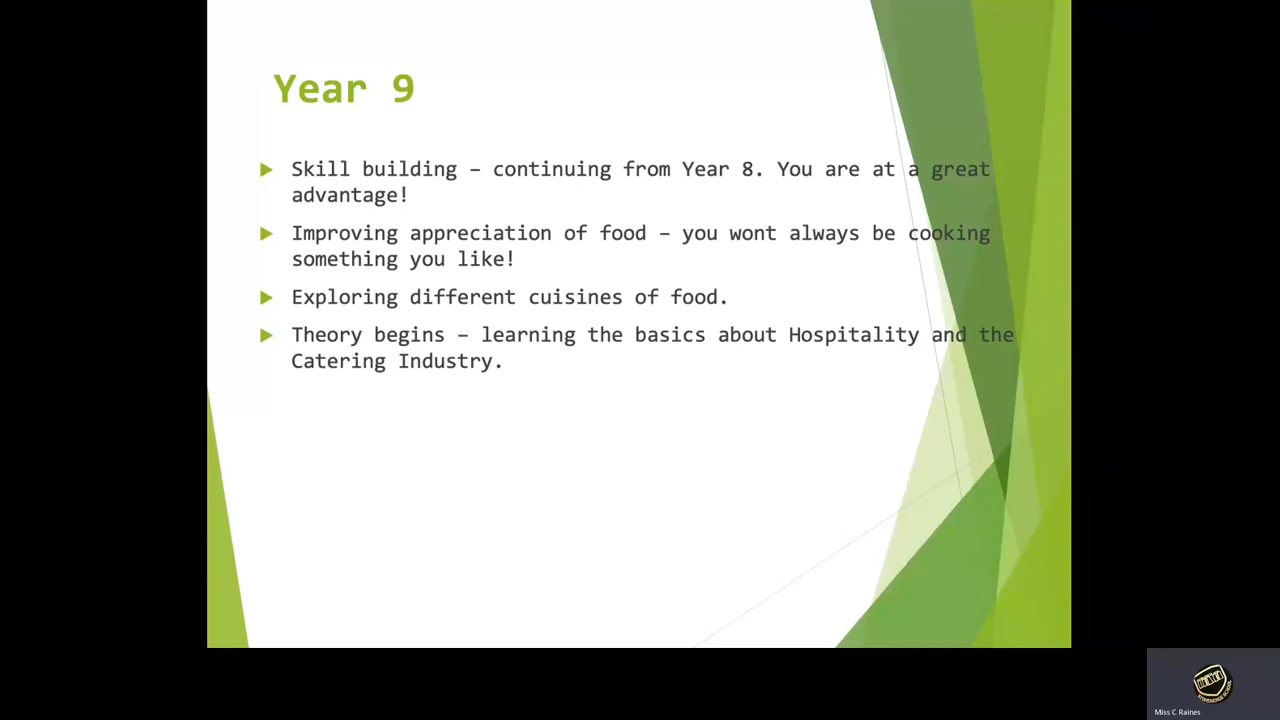 Year 9
Skill building – continuing from Year 8. You are at a great
advantage!
Improving appreciation of food – you wont always be cooking
something you like!
Exploring different cuisines of food.
Theory begins – learning the basics about Hospitality and the
Catering Industry.
Miss C Raines